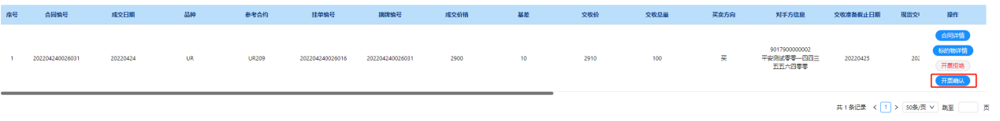 序号 合同编号 成交日期 品种 参考合约 挂单编号 摘牌编号 成交价格 基差 交收价 交收总量 买卖方向 对手方信息 交收准备截止日期 现货交 操作
1 202204240026031 20220424 UR UR209 202204240026016 202204240026031 2900 10 2910 100 买 9017900000002 20220425 202
平安测试零零一四四三
五五六四零零
合同详情
标的物详情
开票拒绝
开票确认
共 1 条记录 < 1 > 50条/页 跳至 页